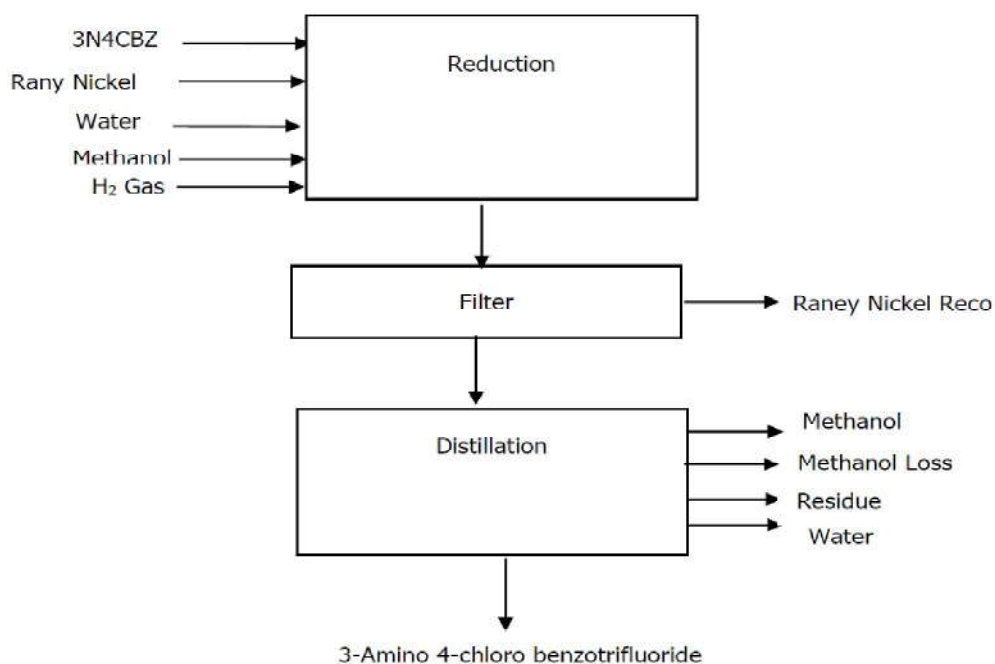 3N4CBZ
Rany Nickel
Water
Methanol
H₂ Gas
Reduction
Filter
Raney Nickel Reco
Distillation
Methanol
Methanol Loss
Residue
Water
3-Amino 4-chloro benzotrifluoride